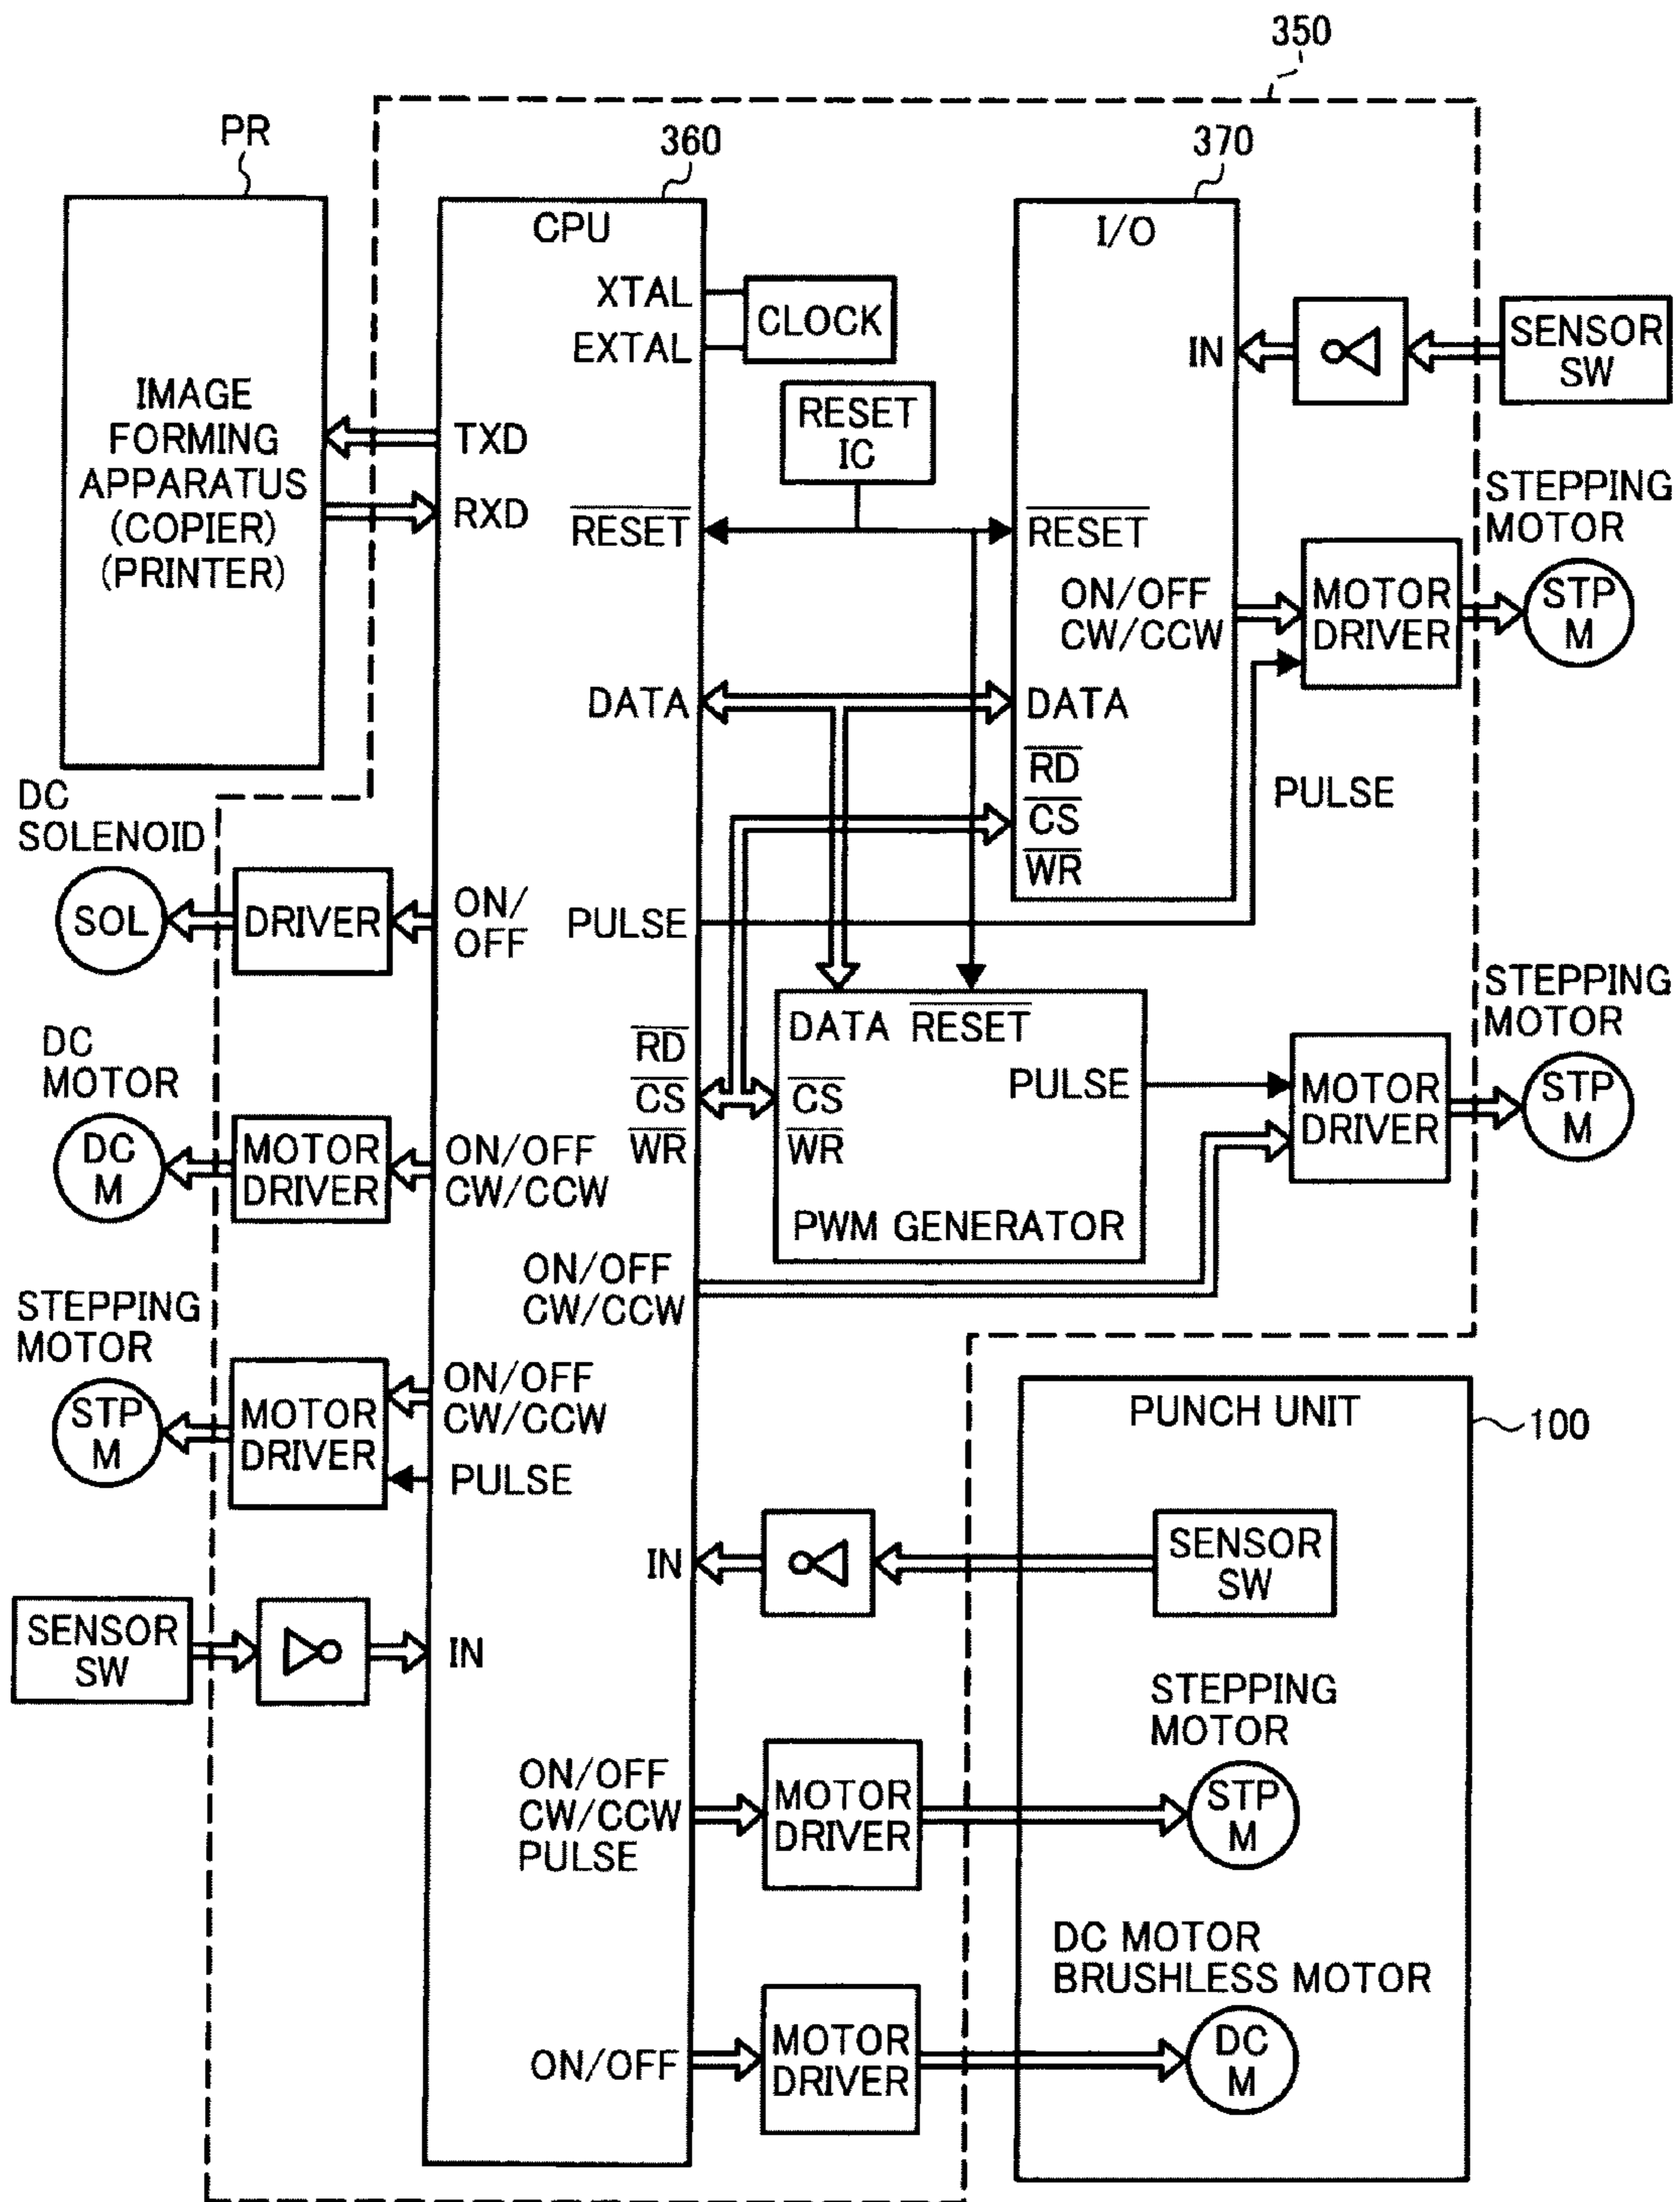 350
PR
360
370
IMAGE
FORMING
APPARATUS
(COPIER)
(PRINTER)
CPU
XTAL
EXTAL
CLOCK
RESET
IC
TXD
RXD
RESET
DATA
I/O
IN
SENSOR
SW
RESET
ON/OFF
CW/CCW
MOTOR
DRIVER
STEPPING
MOTOR
STP
M
DATA
RD
CS
WR
PULSE
DC
SOLENOID
SOL
DRIVER
ON/
OFF
PULSE
DATA RESET
PULSE
CS
WR
PWM GENERATOR
RD
CS
WR
MOTOR
DRIVER
STEPPING
MOTOR
STP
M
DC
MOTOR
DC
M
MOTOR
DRIVER
ON/OFF
CW/CCW
ON/OFF
CW/CCW
STEPPING
MOTOR
STP
M
MOTOR
DRIVER
ON/OFF
CW/CCW
PULSE
PUNCH UNIT
100
IN
SENSOR
SW
SENSOR
SW
IN
STEPPING
MOTOR
ON/OFF
CW/CCW
PULSE
MOTOR
DRIVER
STP
M
DC MOTOR
BRUSHLESS MOTOR
ON/OFF
MOTOR
DRIVER
DC
M